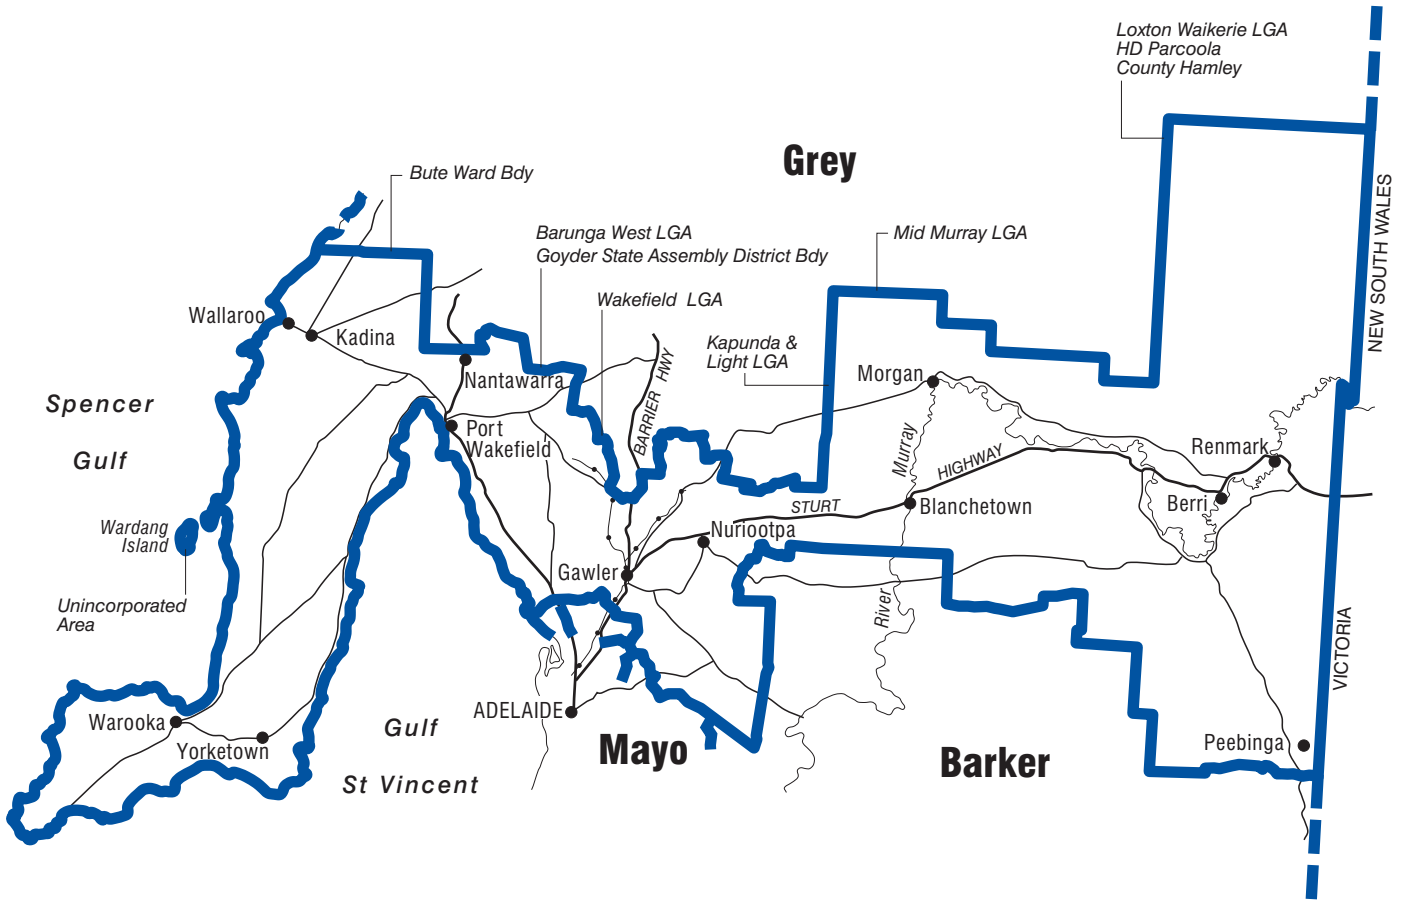 Loxton Waikerie LGA
HD Parcoola
County Hamley
Grey
Bute Ward Bdy
Barunga West LGA
Goyder State Assembly District Bdy
Mid Murray LGA
NEW SOUTH WALES
Wakefield LGA
Wallaroo
Kadina
Kapunda &
Light LGA
BARRIER HWY
Nantawarra
Morgan
Spencer
Gulf
Port
Wakefield
Murray
River
HIGHWAY
Renmark
STURT
Blanchetown
Berri
Wardang
Island
Nuriootpa
Gawler
Unincorporated
Area
VICTORIA
Warooka
Yorketown
ADELAIDE
Gulf
St Vincent
Mayo
Barker
Peebinga